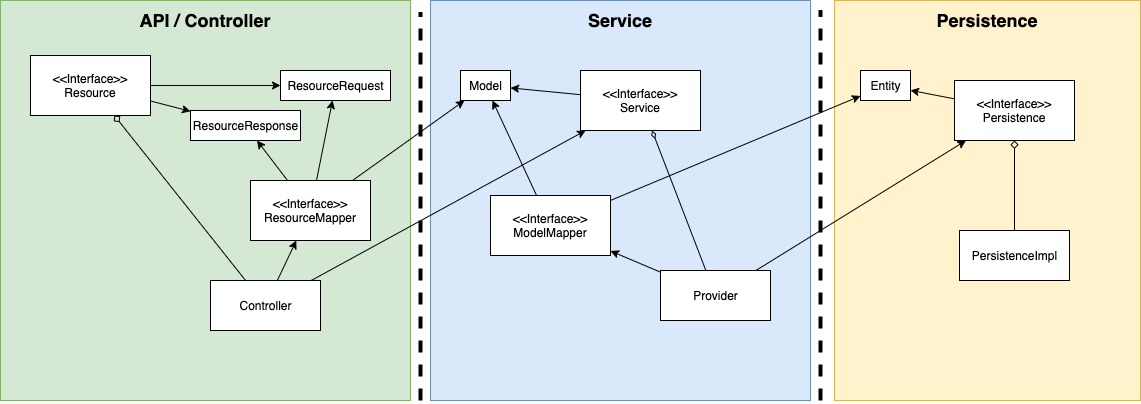 API / Controller
<<Interface>>
Resource
ResourceRequest
ResourceResponse
<<Interface>>
ResourceMapper
Controller
Service
Model
<<Interface>>
Service
<<Interface>>
ModelMapper
Provider
Persistence
Entity
<<Interface>>
Persistence
PersistenceImpl